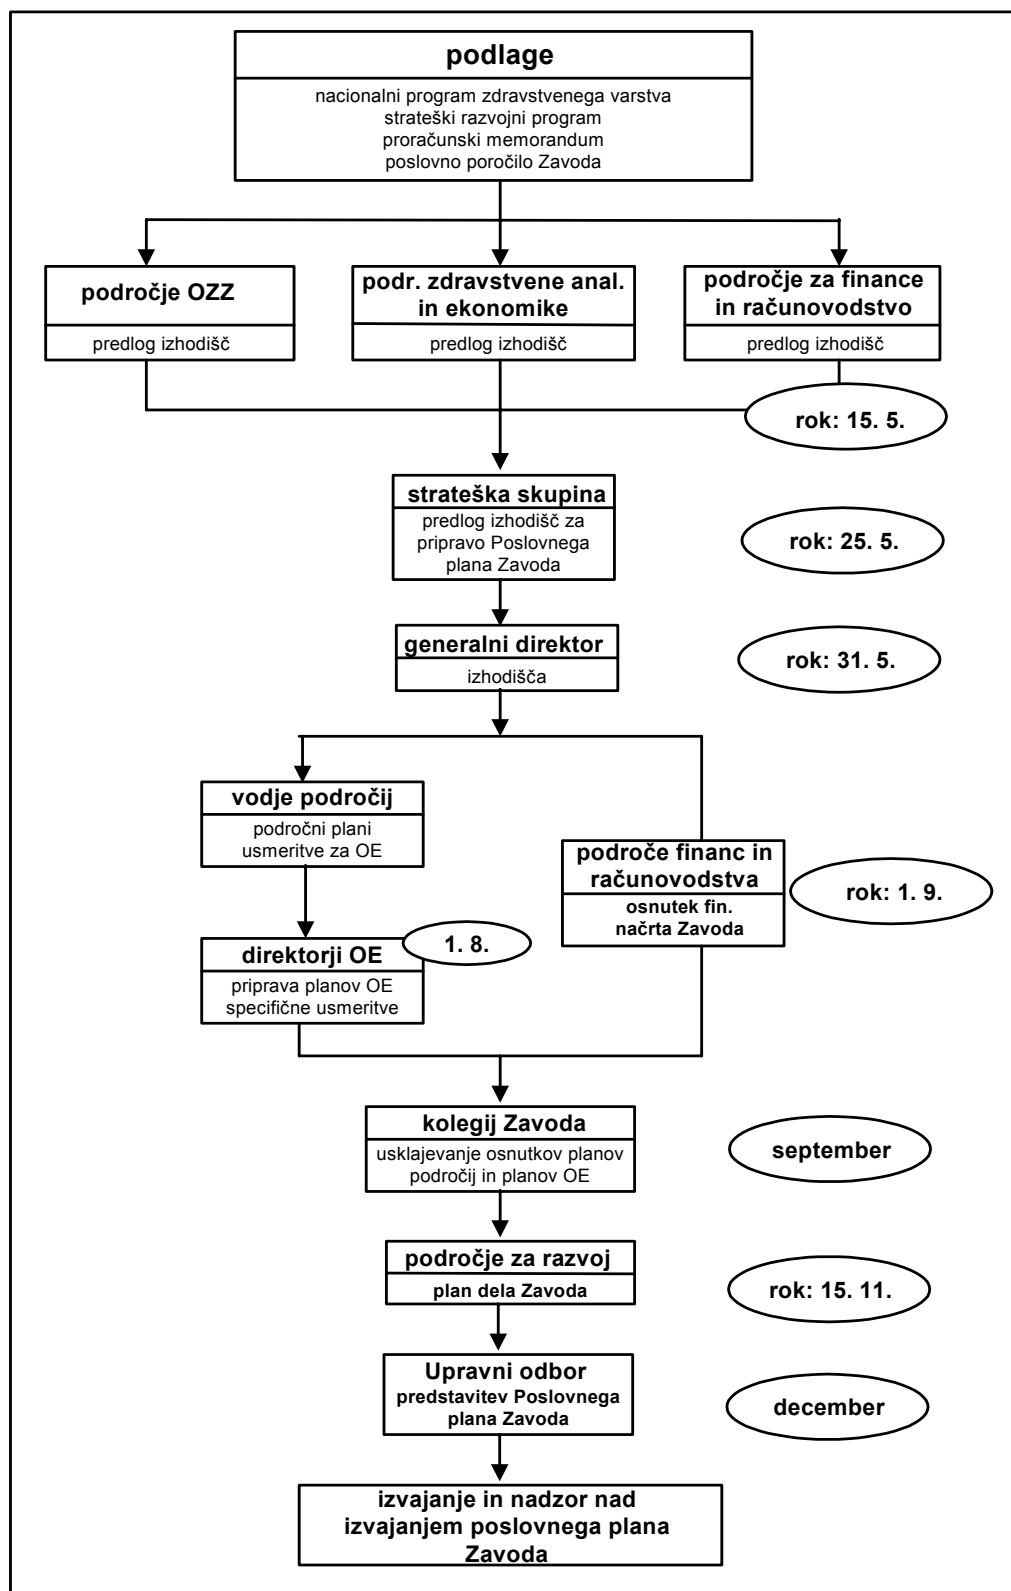 podlage
nacionalni program zdravstvenega varstva
strateški razvojni program
proračunski memorandum
poslovno poročilo Zavoda
področje OZZ
predlog izhodišč
podr. zdravstvene anal.
in ekonomike
predlog izhodišč
področje za finance
in računovodstvo
predlog izhodišč
rok: 15. 5.
strateška skupina
predlog izhodišč za
pripravo Poslovnega
plana Zavoda
rok: 25. 5.
generalni direktor
izhodišča
rok: 31. 5.
vodje področij
področni plani
usmeritve za OE
področe financ in
računovodstva
osnutek fin.
načrta Zavoda
rok: 1. 9.
direktorji OE
priprava planov OE
specifične usmeritve
1. 8.
kolegij Zavoda
usklajevanje osnutkov planov
področij in planov OE
september
področje za razvoj
plan dela Zavoda
rok: 15. 11.
Upravni odbor
predstavitev Poslovnega
plana Zavoda
december
izvajanje in nadzor nad
izvajanjem poslovnega plana
Zavoda